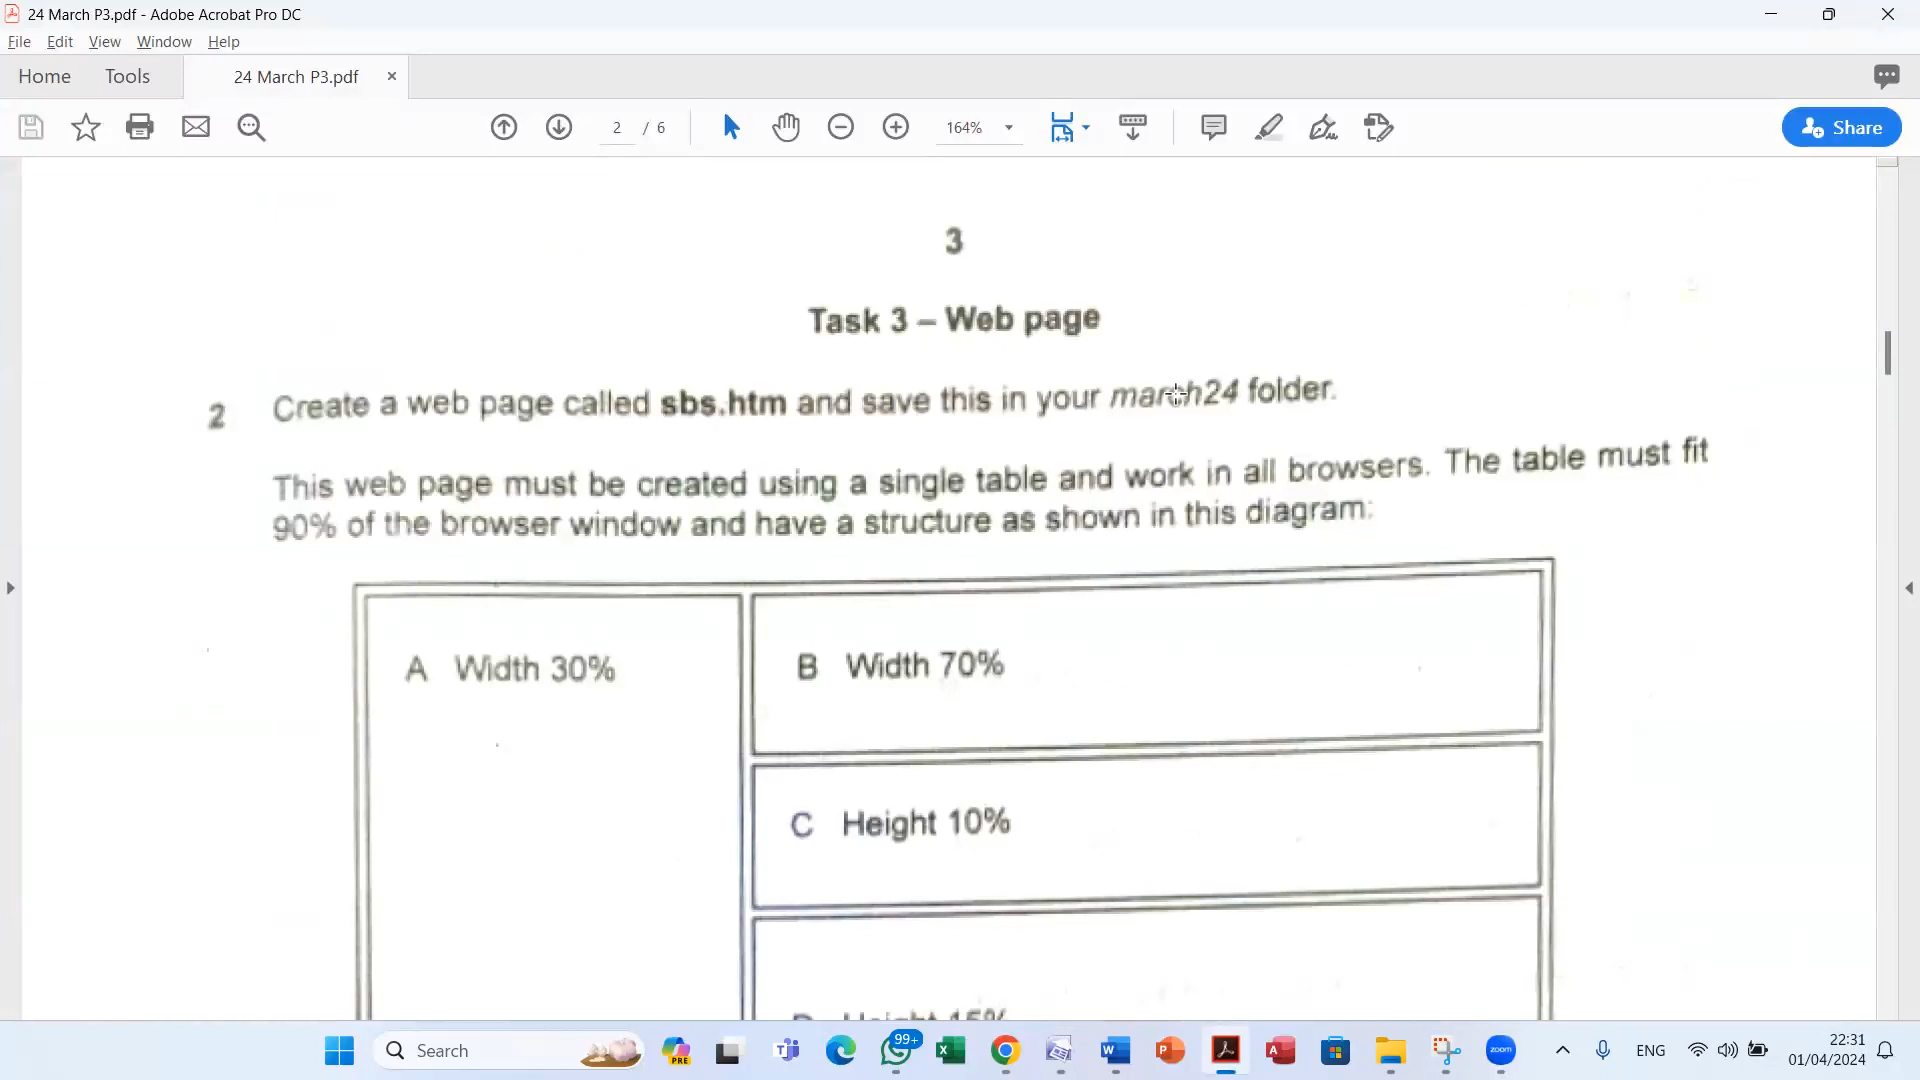 24 March P3.pdf - Adobe Acrobat Pro DC
File Edit View Window Help
Home Tools 24 March P3.pdf
2 / 6 164% Share
3
Task 3 – Web page
2 Create a web page called sbs.htm and save this in your march24 folder.
This web page must be created using a single table and work in all browsers. The table must fit
90% of the browser window and have a structure as shown in this diagram:
A Width 30% B Width 70%
C Height 10%
D Height 15%
Search PRE 99+ zoom ENG 22:31
01/04/2024